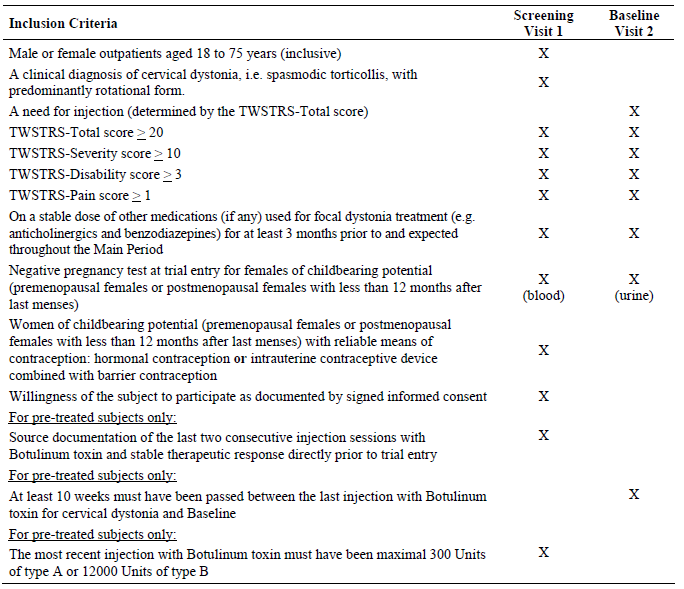 Inclusion Criteria Screening Visit 1 Baseline Visit 2
Male or female outpatients aged 18 to 75 years (inclusive) X
A clinical diagnosis of cervical dystonia, i.e. spasmodic torticollis, with
predominantly rotational form. X
A need for injection (determined by the TWSTRS-Total score) X
TWSTRS-Total score ≥ 20 X X
TWSTRS-Severity score ≥ 10 X X
TWSTRS-Disability score ≥ 3 X X
TWSTRS-Pain score ≥ 1 X X
On a stable dose of other medications (if any) used for focal dystonia treatment (e.g.
anticholinergics and benzodiazepines) for at least 3 months prior to and expected X X
throughout the Main Period
Negative pregnancy test at trial entry for females of childbearing potential X X
(premenopausal females or postmenopausal females with less than 12 months after (blood) (urine)
last menses)
Women of childbearing potential (premenopausal or postmenopausal
females with less than 12 months after last menses) with reliable means of X
contraception: hormonal contraception or intrauterine contraceptive device
combined with barrier contraception
Willingness of the subject to participate as documented by signed informed consent X
For pre-treated subjects only:
Source documentation of the last two consecutive injection sessions with X
Botulinum toxin and stable therapeutic response directly prior to trial entry
For pre-treated subjects only:
At least 10 weeks must have been passed between the last injection with Botulinum X
toxin for cervical dystonia and Baseline
For pre-treated subjects only:
The most recent injection with Botulinum toxin must have been maximal 300 Units X
of type A or 12000 Units of type B